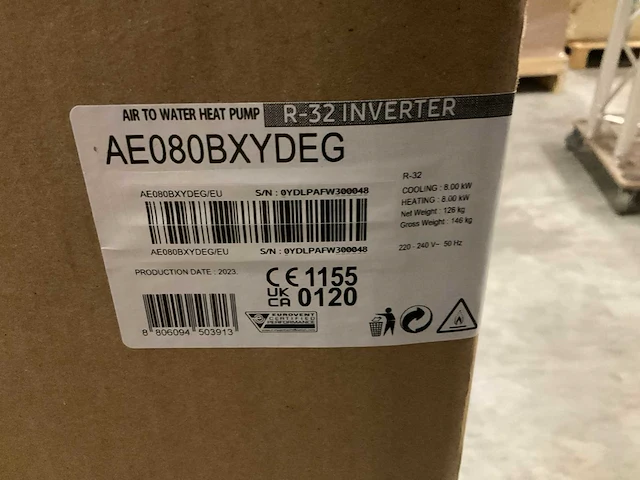 AIR TO WATER HEAT PUMP R-32 INVERTER
AE080BXYDEG
R-32
COOLING : 8.00 kW
HEATING : 8.00 kW
Net Weight : 126 kg
Gross Weight : 146 kg
220 - 240 V~ 50 Hz
AE080BXYDEG/EU S/N : 0YDLPAFW300048
AE080BXYDEG/EU S/N : 0YDLPAFW300048
PRODUCTION DATE : 2023.
CE 1155
UK CA 0120
8 806094 503913
EUROVENT
CERTIFIED
PERFORMANCE